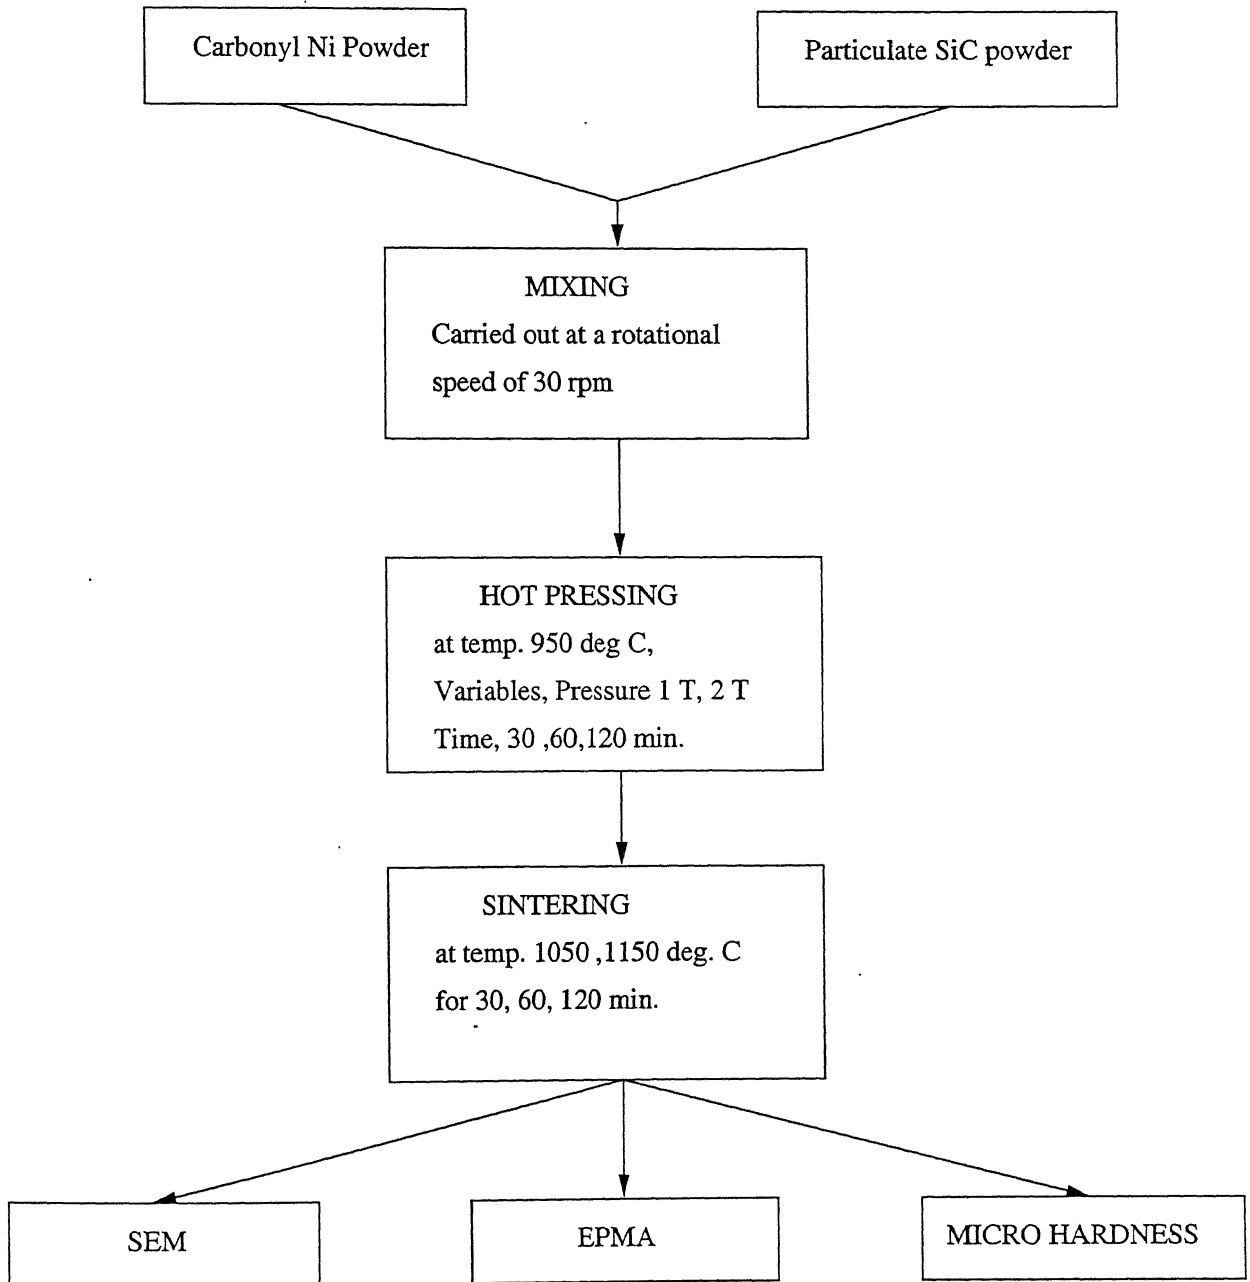 Carbonyl Ni Powder
Particulate SiC powder
MIXING
Carried out at a rotational
speed of 30 rpm
HOT PRESSING
at temp. 950 deg C,
Variables, Pressure 1 T, 2 T
Time, 30 ,60,120 min.
SINTERING
at temp. 1050 ,1150 deg. C
for 30, 60, 120 min.
SEM
EPMA
MICRO HARDNESS